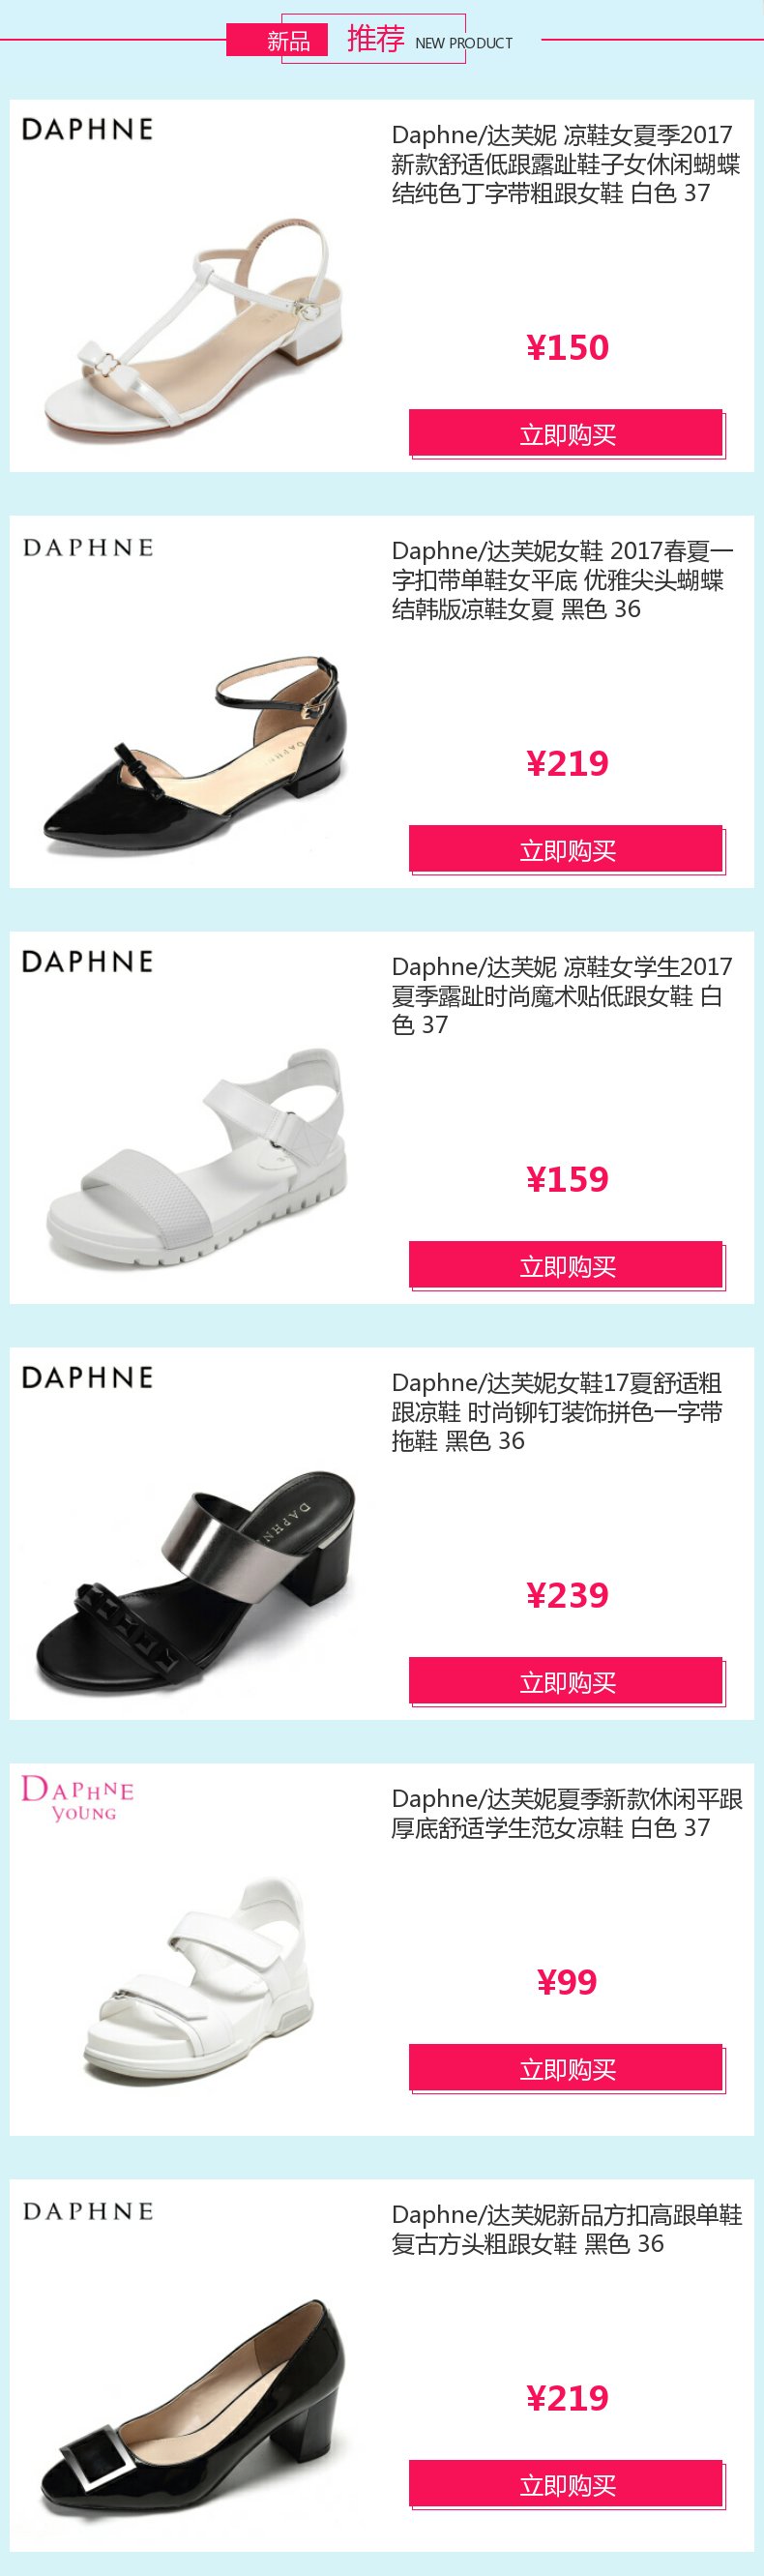 新品 推荐 NEW PRODUCT
DAPHNE
Daphne/达芙妮 凉鞋女夏季2017
新款舒适低跟露趾鞋子女休闲蝴蝶
结纯色丁字带粗跟女鞋 白色 37
¥150
立即购买
DAPHNE
Daphne/达芙妮女鞋 2017春夏一
字扣带单鞋女平底 优雅尖头蝴蝶
结韩版凉鞋女夏 黑色 36
DAPHNE
¥219
立即购买
DAPHNE
Daphne/达芙妮 凉鞋女学生2017
夏季露趾时尚魔术贴低跟女鞋 白
色 37
¥159
立即购买
DAPHNE
Daphne/达芙妮女鞋17夏舒适粗
跟凉鞋 时尚铆钉装饰拼色一字带
拖鞋 黑色 36
DAPHNE
¥239
立即购买
DAPHNE
YOUNG
Daphne/达芙妮夏季新款休闲平跟
厚底舒适学生范女凉鞋 白色 37
¥99
立即购买
DAPHNE
Daphne/达芙妮新品方扣高跟单鞋
复古方头粗跟女鞋 黑色 36
¥219
立即购买